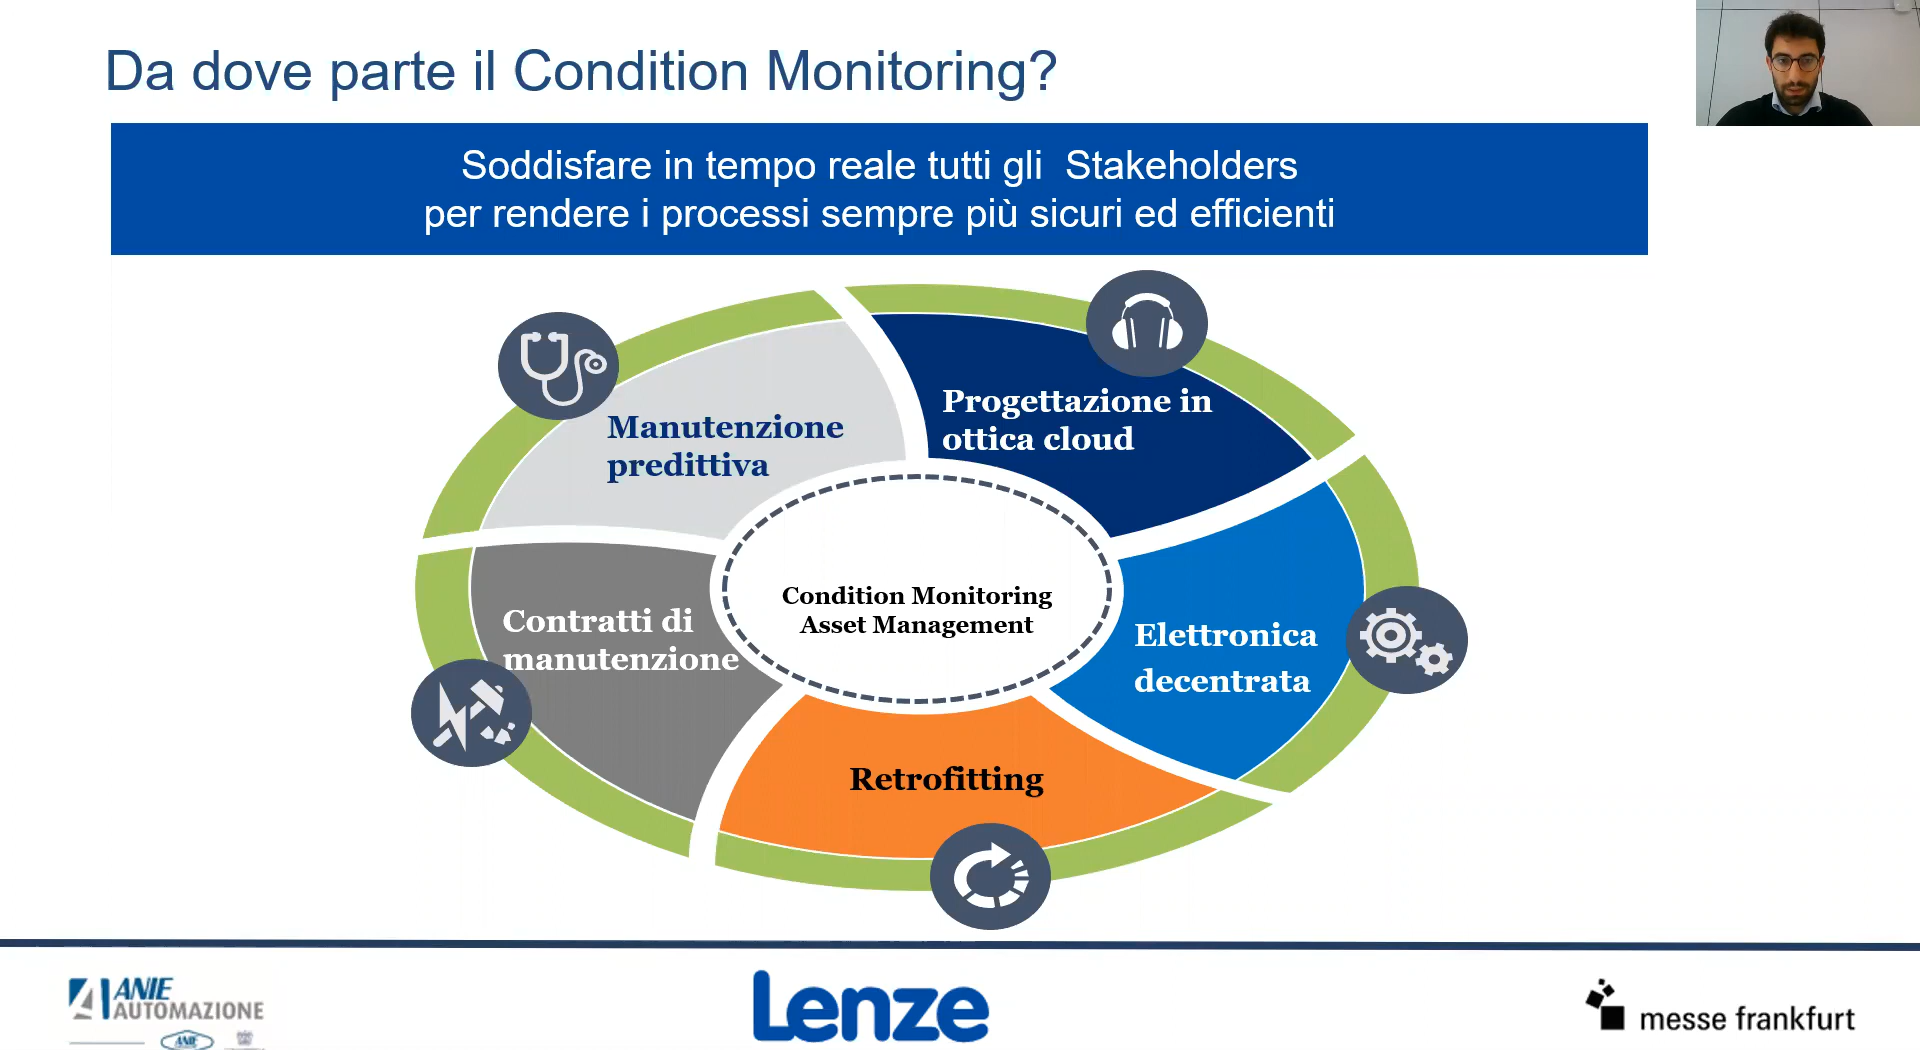 Da dove parte il Condition Monitoring?
Soddisfare in tempo reale tutti gli  Stakeholders
per rendere i processi sempre più sicuri ed efficienti
Manutenzione
predittiva
Progettazione in
ottica cloud
Condition Monitoring
Asset Management
Contratti di
manutenzione
Elettronica
decentrata
Retrofitting
ANIE
AUTOMAZIONE
ANIE
Lenze
messe frankfurt